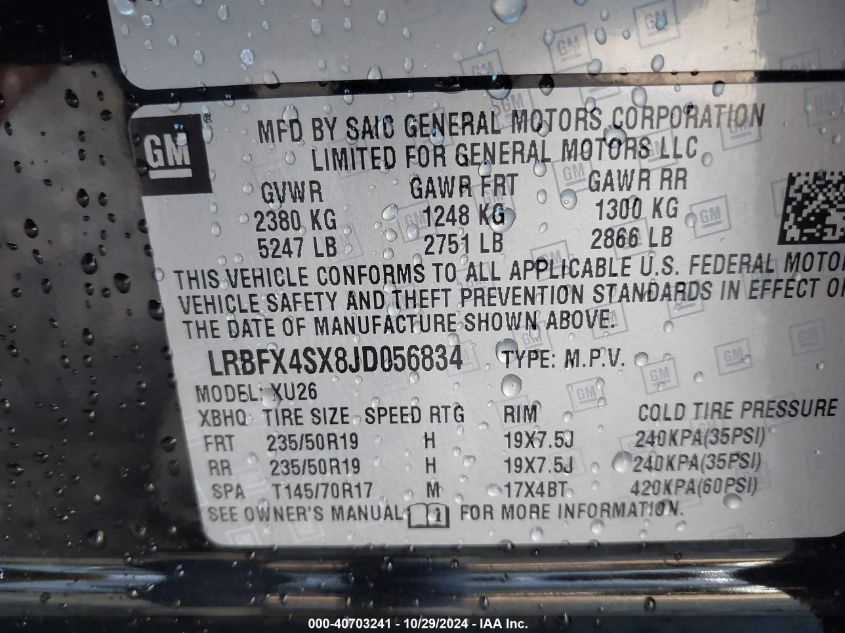 GM
MFD BY SAIC GENERAL MOTORS CORPORATION
LIMITED FOR GENERAL MOTORS LLC
GVWR GAWR FRT GAWR RR
2380 KG 1248 KG 1300 KG
5247 LB 2751 LB 2866 LB
THIS VEHICLE CONFORMS TO ALL APPLICABLE U.S. FEDERAL MOTO
VEHICLE SAFETY AND THEFT PREVENTION STANDARDS IN EFFECT O
THE DATE OF MANUFACTURE SHOWN ABOVE.
LRBFX4SX8JD056834 TYPE: M.P.V.
MODEL: XU26
XBHO TIRE SIZE SPEED RTG RIM COLD TIRE PRESSURE
FRT 235/50R19 H 19X7.5J 240KPA(35PSI)
RR 235/50R19 H 19X7.5J 240KPA(35PSI)
SPA T145/70R17 M 17X4BT 420KPA(60PSI)
SEE OWNER'S MANUAL FOR MORE INFORMATION.
000-40703241 - 10/29/2024 - IAA Inc.